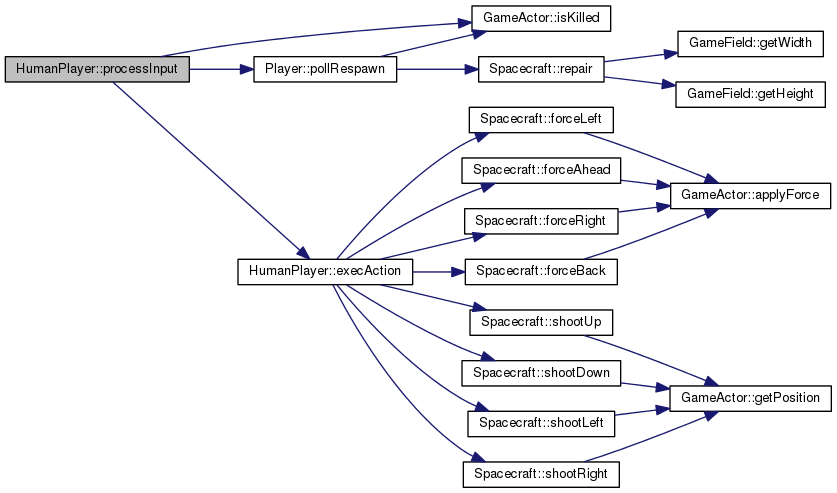 GameActor::isKilled
GameField::getWidth
HumanPlayer::processInput
Player::pollRespawn
Spacecraft::repair
GameField::getHeight
Spacecraft::forceLeft
Spacecraft::forceAhead
GameActor::applyForce
Spacecraft::forceRight
HumanPlayer::execAction
Spacecraft::forceBack
Spacecraft::shootUp
Spacecraft::shootDown
GameActor::getPosition
Spacecraft::shootLeft
Spacecraft::shootRight